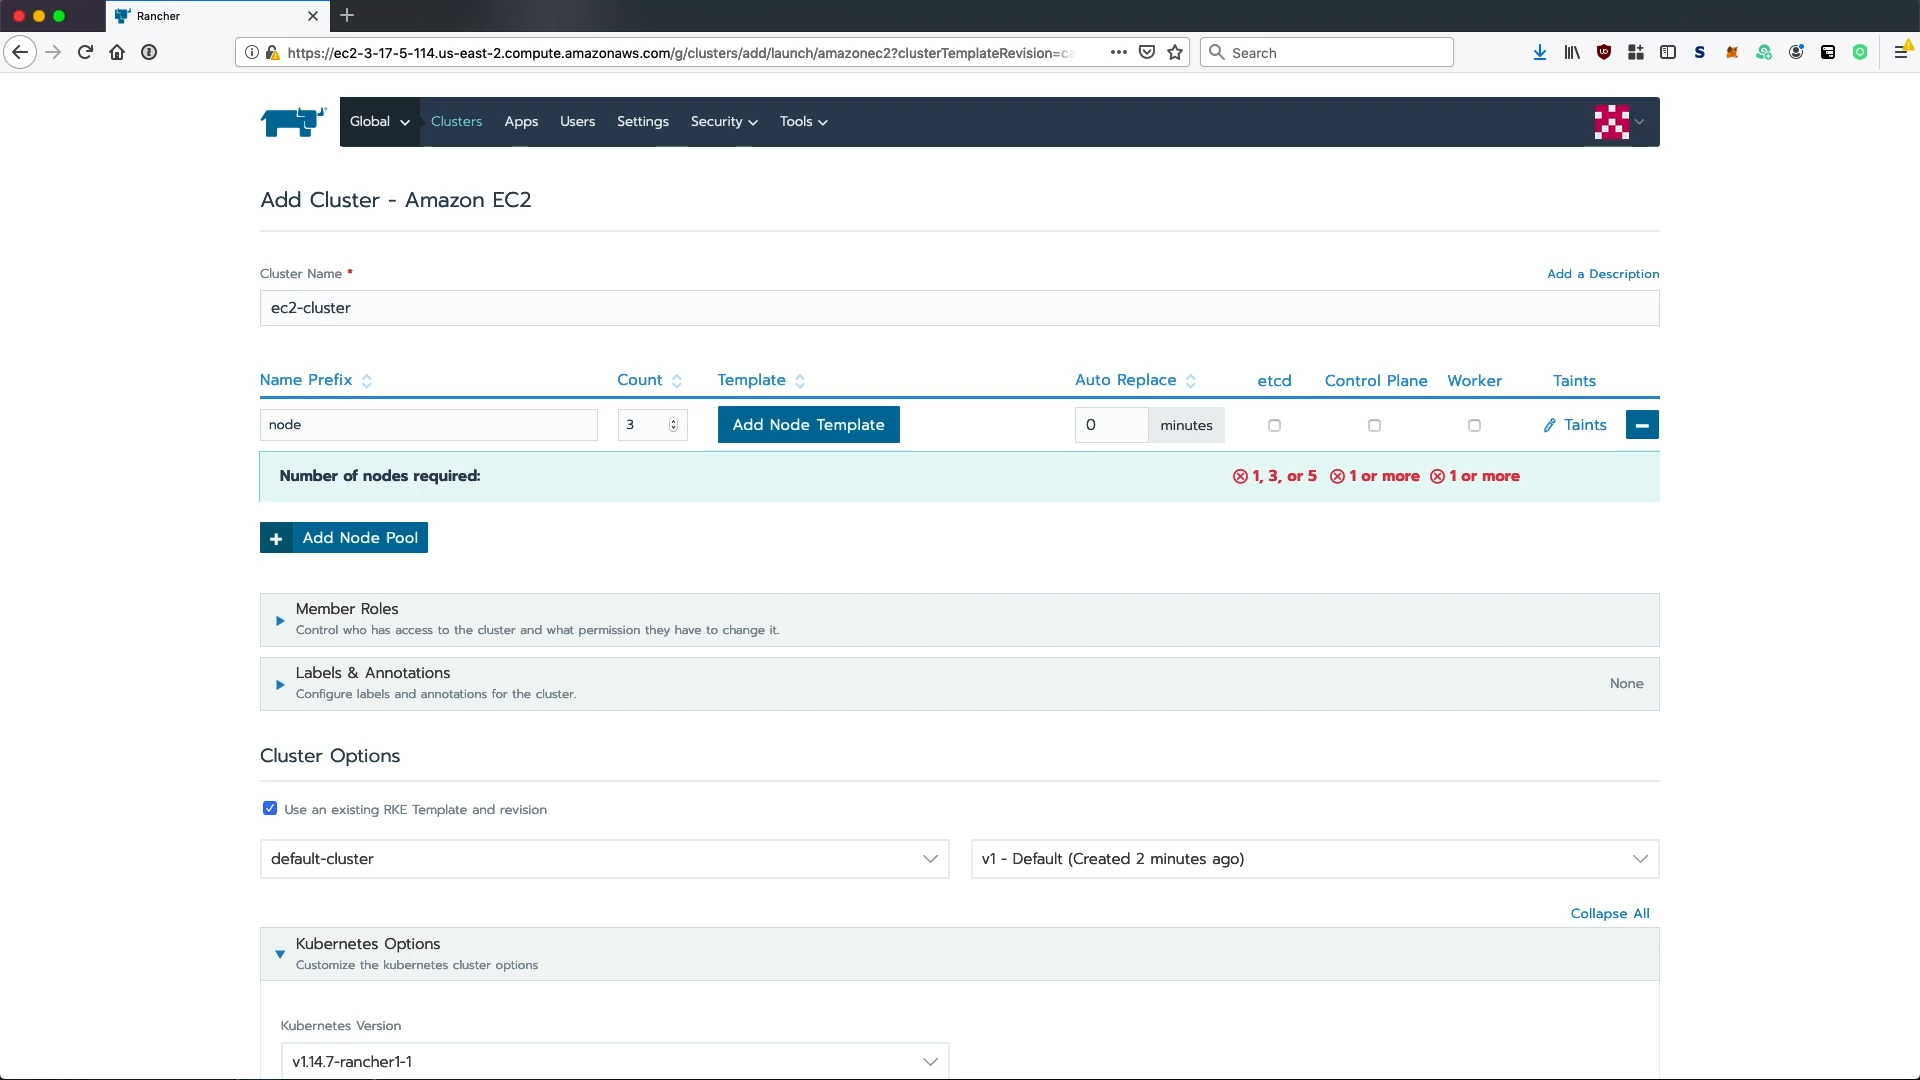 Rancher
https://ec2-3-17-5-114.us-east-2.compute.amazonaws.com/g/clusters/add/launch/amazonec2?clusterTemplateRevision=ca
Search
Global Clusters Apps Users Settings Security Tools
Add Cluster - Amazon EC2
Cluster Name * Add a Description
ec2-cluster
Name Prefix Count Template Auto Replace etcd Control Plane Worker Taints
node 3 Add Node Template 0 minutes Taints
Number of nodes required: 1, 3, or 5 1 or more 1 or more
Add Node Pool
Member Roles
Control who has access to the cluster and what permission they have to change it.
Labels & Annotations
Configure labels and annotations for the cluster.
None
Cluster Options
Use an existing RKE Template and revision
default-cluster v1 - Default (Created 2 minutes ago)
Collapse All
Kubernetes Options
Customize the kubernetes cluster options
Kubernetes Version
v1.14.7-rancher1-1